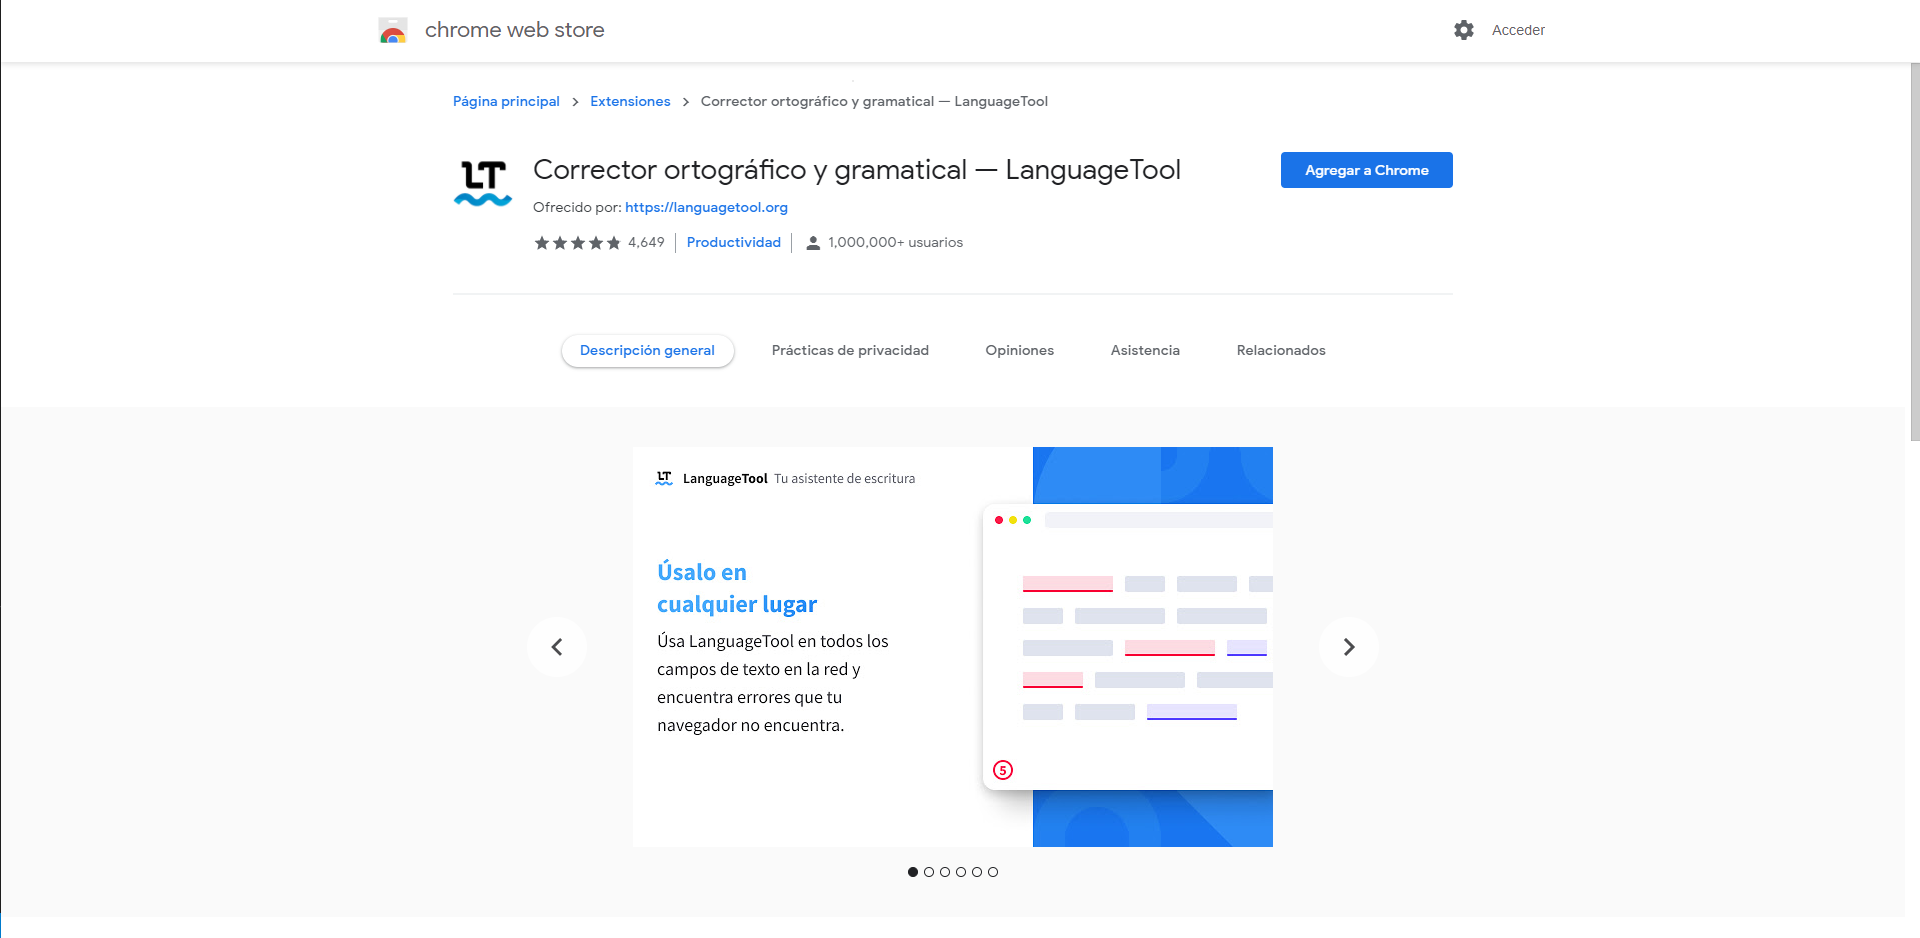 chrome web store
Acceder
Página principal > Extensiones > Corrector ortográfico y gramatical — LanguageTool
LT
Corrector ortográfico y gramatical — LanguageTool
Agregar a Chrome
Ofrecido por: https://languagetool.org
4,649 Productividad 1,000,000+ usuarios
Descripción general Prácticas de privacidad Opiniones Asistencia Relacionados
LT LanguageTool Tu asistente de escritura
Úsalo en
cualquier lugar
Úsa LanguageTool en todos los
campos de texto en la red y
encuentra errores que tu
navegador no encuentra.
5